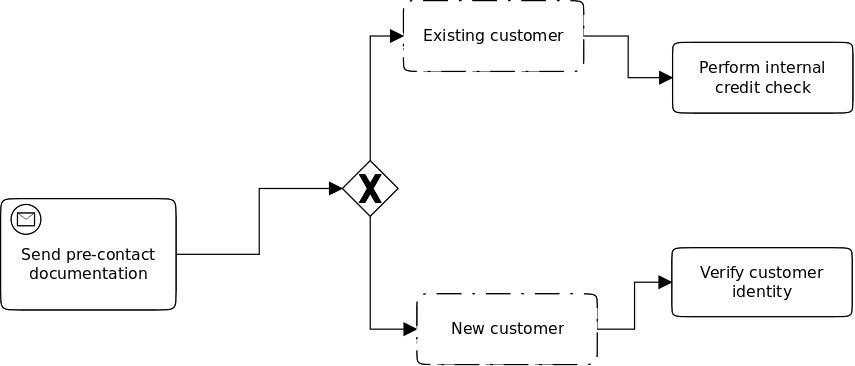 Existing customer
Perform internal
credit check
X
Send pre-contact
documentation
Verify customer
identity
New customer